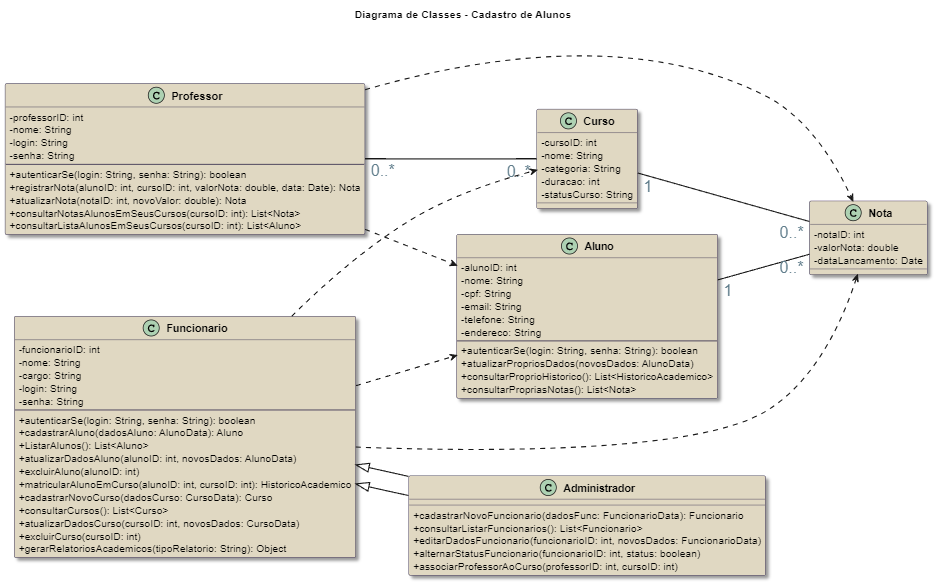 Diagrama de Classes - Cadastro de Alunos
C Professor
-professorID: int
-nome: String
-login: String
-senha: String
+autenticarSe(login: String, senha: String): boolean
+registrarNota(alunoID: int, cursoID: int, valorNota: double, data: Date): Nota
+atualizarNota(notaID: int, novoValor: double): Nota
+consultarNotasAlunosEmSeusCursos(cursoID: int): List<Nota>
+consultarListaAlunosEmSeusCursos(cursoID: int): List<Aluno>
0..*
0..*
C Curso
-cursoID: int
-nome: String
-categoria: String
-duracao: int
-statusCurso: String
1
0..*
C Nota
-notaID: int
-valorNota: double
-dataLancamento: Date
0..*
1
C Aluno
-alunoID: int
-nome: String
-cpf: String
-email: String
-telefone: String
-endereco: String
+autenticarSe(login: String, senha: String): boolean
+atualizarPropriosDados(novosDados: AlunoData)
+consultarProprioHistorico(): List<HistoricoAcademico>
+consultarPropriasNotas(): List<Nota>
C Funcionario
-funcionarioID: int
-nome: String
-cargo: String
-login: String
-senha: String
+autenticarSe(login: String, senha: String): boolean
+cadastrarAluno(dadosAluno: AlunoData): Aluno
+ListarAlunos(): List<Aluno>
+atualizarDadosAluno(alunoID: int, novosDados: AlunoData)
+excluirAluno(alunoID: int)
+matricularAlunoEmCurso(alunoID: int, cursoID: int): HistoricoAcademico
+cadastrarNovoCurso(dadosCurso: CursoData): Curso
+consultarCursos(): List<Curso>
+atualizarDadosCurso(cursoID: int, novosDados: CursoData)
+excluirCurso(cursoID: int)
+gerarRelatoriosAcademicos(tipoRelatorio: String): Object
C Administrador
+cadastrarNovoFuncionario(dadosFunc: FuncionarioData): Funcionario
+consultarListarFuncionarios(): List<Funcionario>
+editarDadosFuncionario(funcionarioID: int, novosDados: FuncionarioData)
+alternarStatusFuncionario(funcionarioID: int, status: boolean)
+associarProfessorAoCurso(professorID: int, cursoID: int)